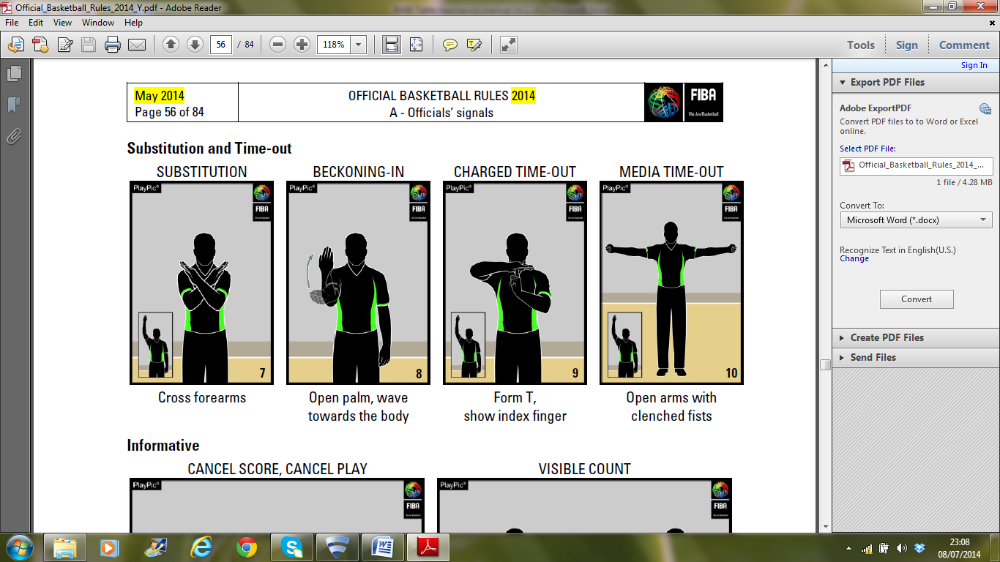 Official_Basketball_Rules_2014_Y.pdf - Adobe Reader
File Edit View Window Help
56 / 84 118% Tools Sign Comment
Sign In
Export PDF Files
Adobe ExportPDF
Convert PDF files to to Word or Excel
online.
Select PDF File:
Official_Basketball_Rules_2014_...
1 file / 4.28 MB
Convert To:
Microsoft Word (*.docx)
Recognize Text in English(U.S.)
Change
Convert
Create PDF Files
Send Files
May 2014
Page 56 of 84
OFFICIAL BASKETBALL RULES 2014
A - Officials' signals
FIBA
We Are Basketball
Substitution and Time-out
SUBSTITUTION BECKONING-IN CHARGED TIME-OUT MEDIA TIME-OUT
PlayPic® PlayPic® PlayPic® PlayPic®
FIBA FIBA FIBA FIBA
7 8 9 10
Cross forearms
Open palm, wave
towards the body
Form T,
show index finger
Open arms with
clenched fists
Informative
CANCEL SCORE, CANCEL PLAY VISIBLE COUNT
PlayPic® PlayPic®
FIBA FIBA
23:08
08/07/2014